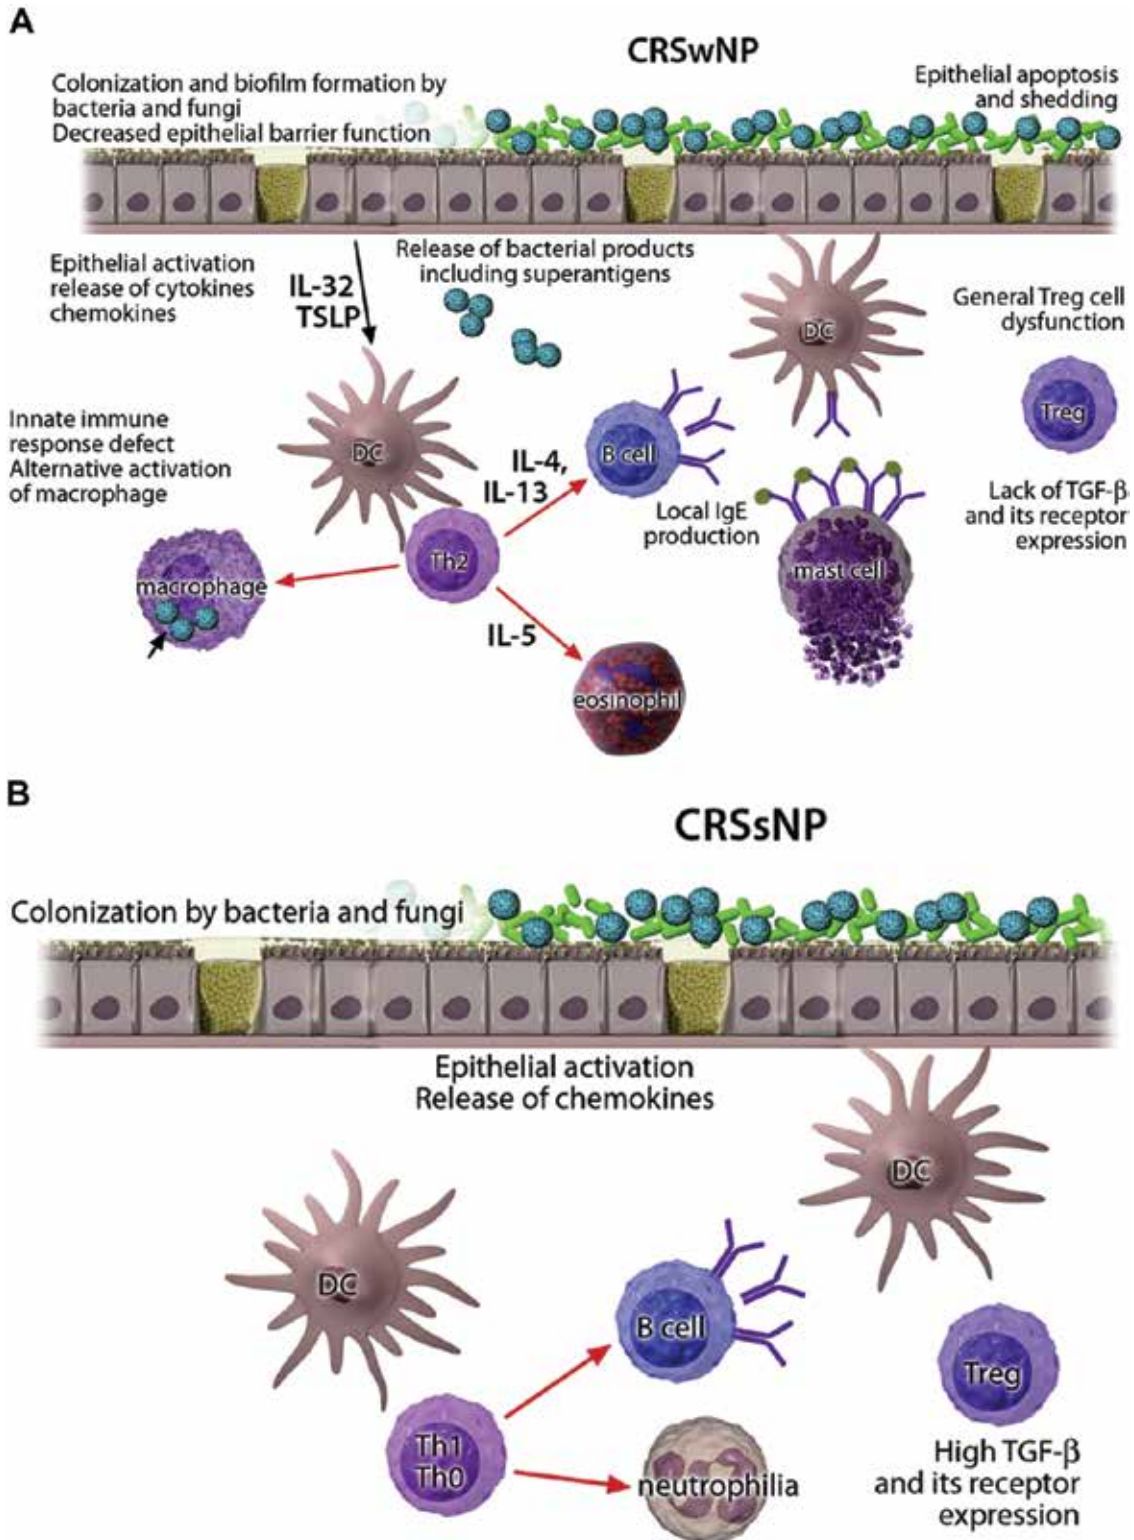 A
CRSwNP
Colonization and biofilm formation by
bacteria and fungi
Decreased epithelial barrier function
Epithelial apoptosis
and shedding
Epithelial activation
release of cytokines
chemokines
IL-32
TSLP
Release of bacterial products
including superantigens
DC
General Treg cell
dysfunction
Treg
Innate immune
response defect
Alternative activation
of macrophage
DC
IL-4,
IL-13
B cell
Local IgE
production
Lack of TGF-β
and its receptor
expression
Th2
macrophage
mast cell
IL-5
eosinophil
B
CRSsNP
Colonization by bacteria and fungi
Epithelial activation
Release of chemokines
DC
DC
B cell
Treg
Th1
Th0
neutrophilia
High TGF-β
and its receptor
expression